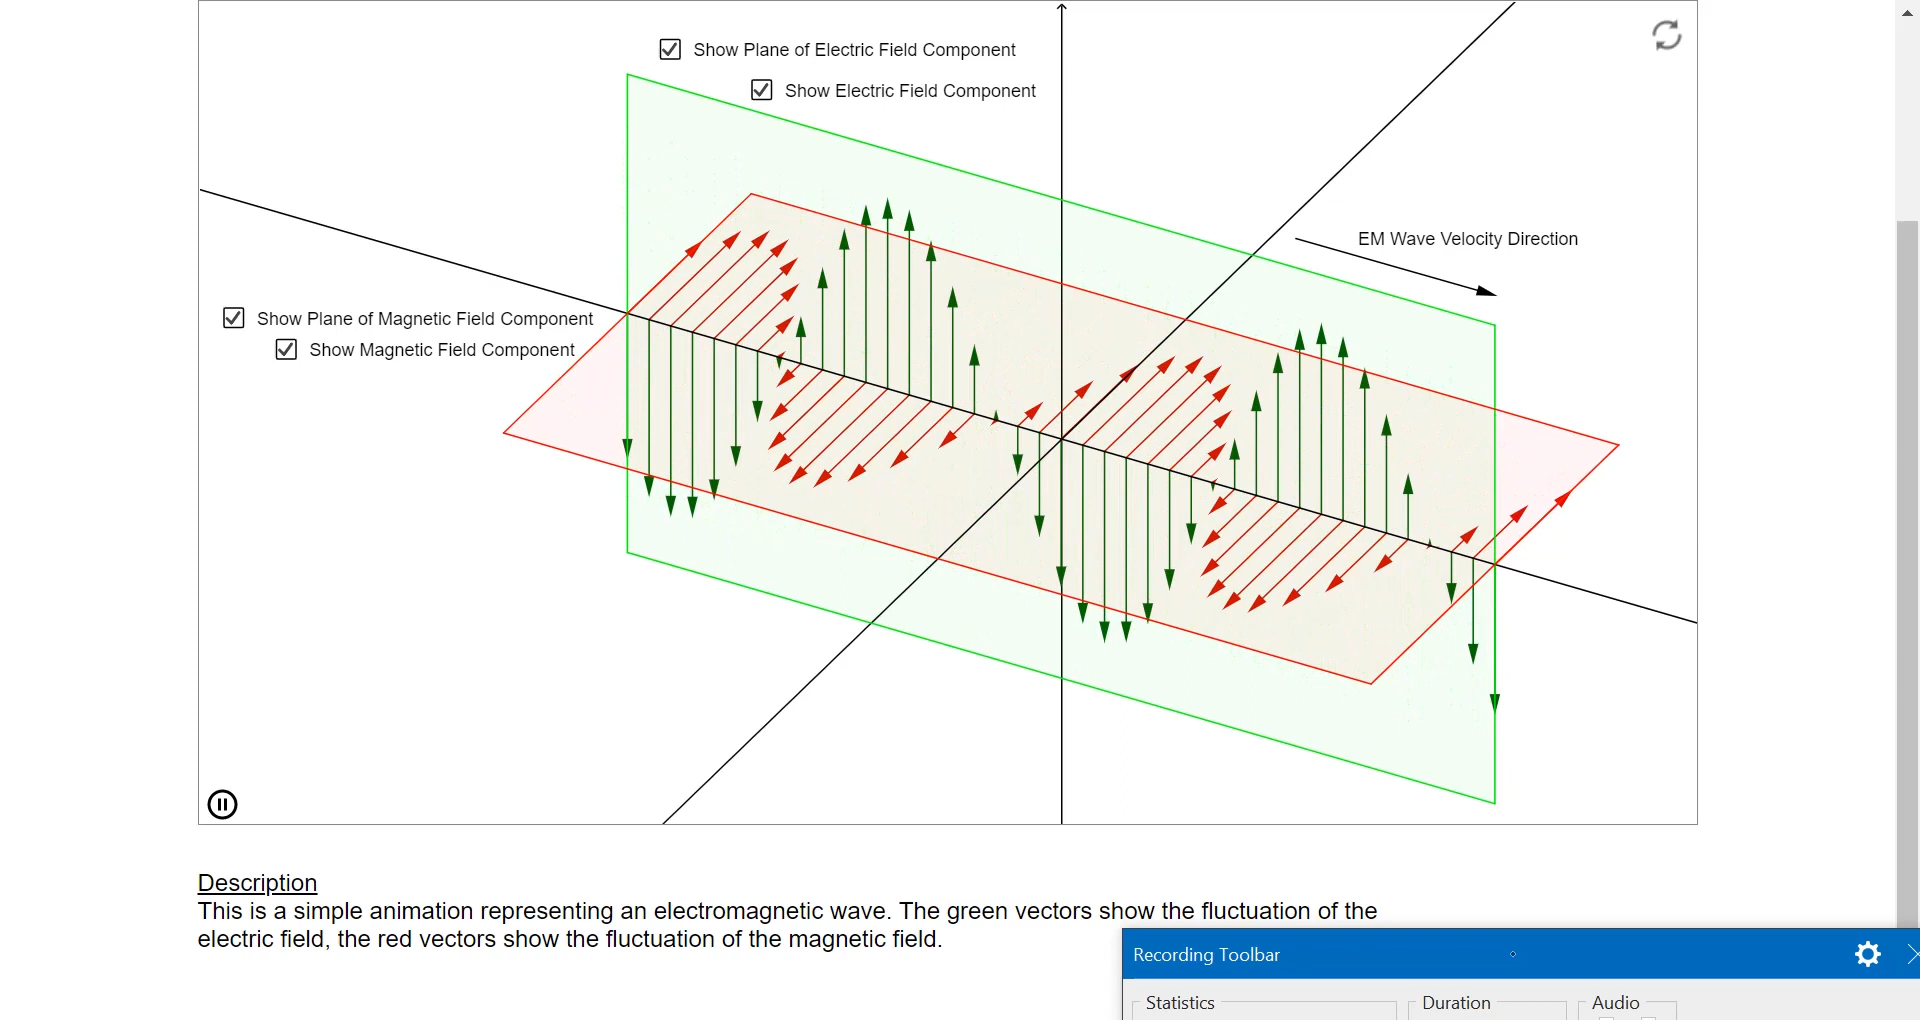 Show Plane of Electric Field Component
Show Electric Field Component
EM Wave Velocity Direction
Show Plane of Magnetic Field Component
Show Magnetic Field Component
Description
This is a simple animation representing an electromagnetic wave. The green vectors show the fluctuation of the
electric field, the red vectors show the fluctuation of the magnetic field.
Recording Toolbar
Statistics
Duration
Audio